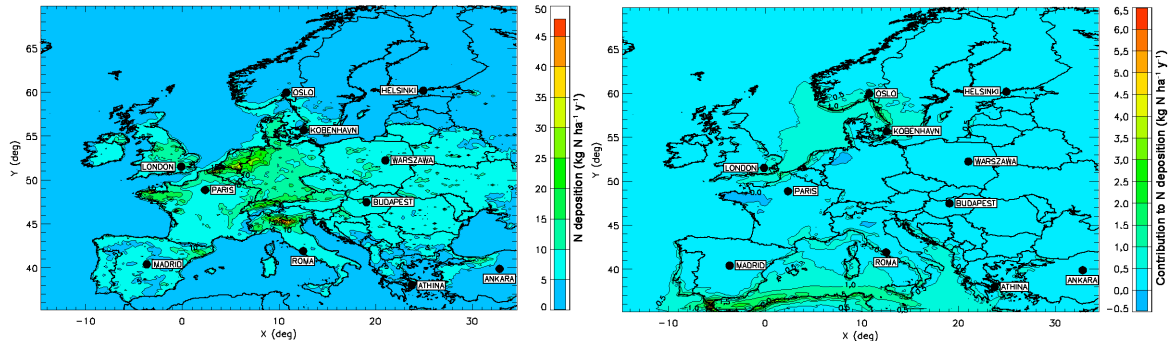 70
60
50
40
Y (deg)
−10
0
10
20
30
X (deg)
OSLO
HELSINKI
KOBENHAVN
LONDON
WARSZAWA
PARIS
BUDAPEST
MADRID
ROMA
ANKARA
ATHINA
50
45
40
35
30
25
20
15
10
5
0
N deposition (kg N ha⁻¹ y⁻¹)
65
60
55
50
45
40
Y (deg)
−10
0
10
20
30
X (deg)
OSLO
HELSINKI
KOBENHAVN
LONDON
WARSZAWA
PARIS
BUDAPEST
MADRID
ROMA
ANKARA
ATHINA
1.0
0.5
6,5
6,0
5,5
5,0
4,5
4,0
3,5
3,0
2,5
2,0
1,5
1,0
0,5
0,0
−0,5
Contribution to N deposition (kg N ha⁻¹ y⁻¹)